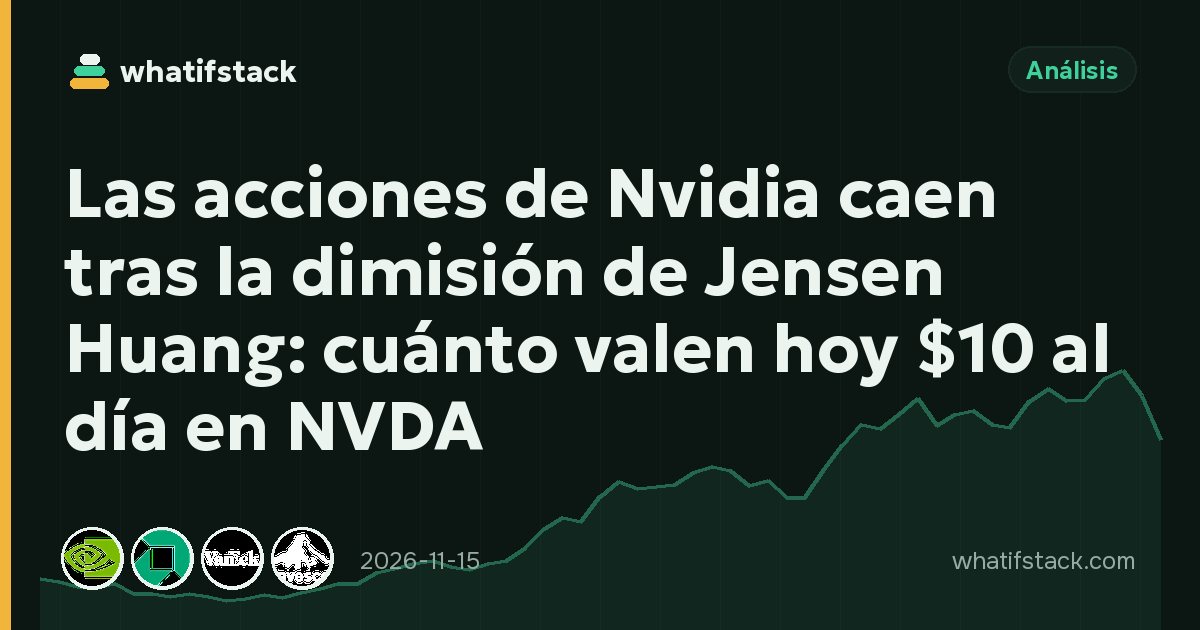 whatifstack
Análisis
Las acciones de Nvidia caen
tras la dimisión de Jensen
Huang: cuánto valen hoy $10 al
día en NVDA
VanEck
2026-11-15
whatifstack.com